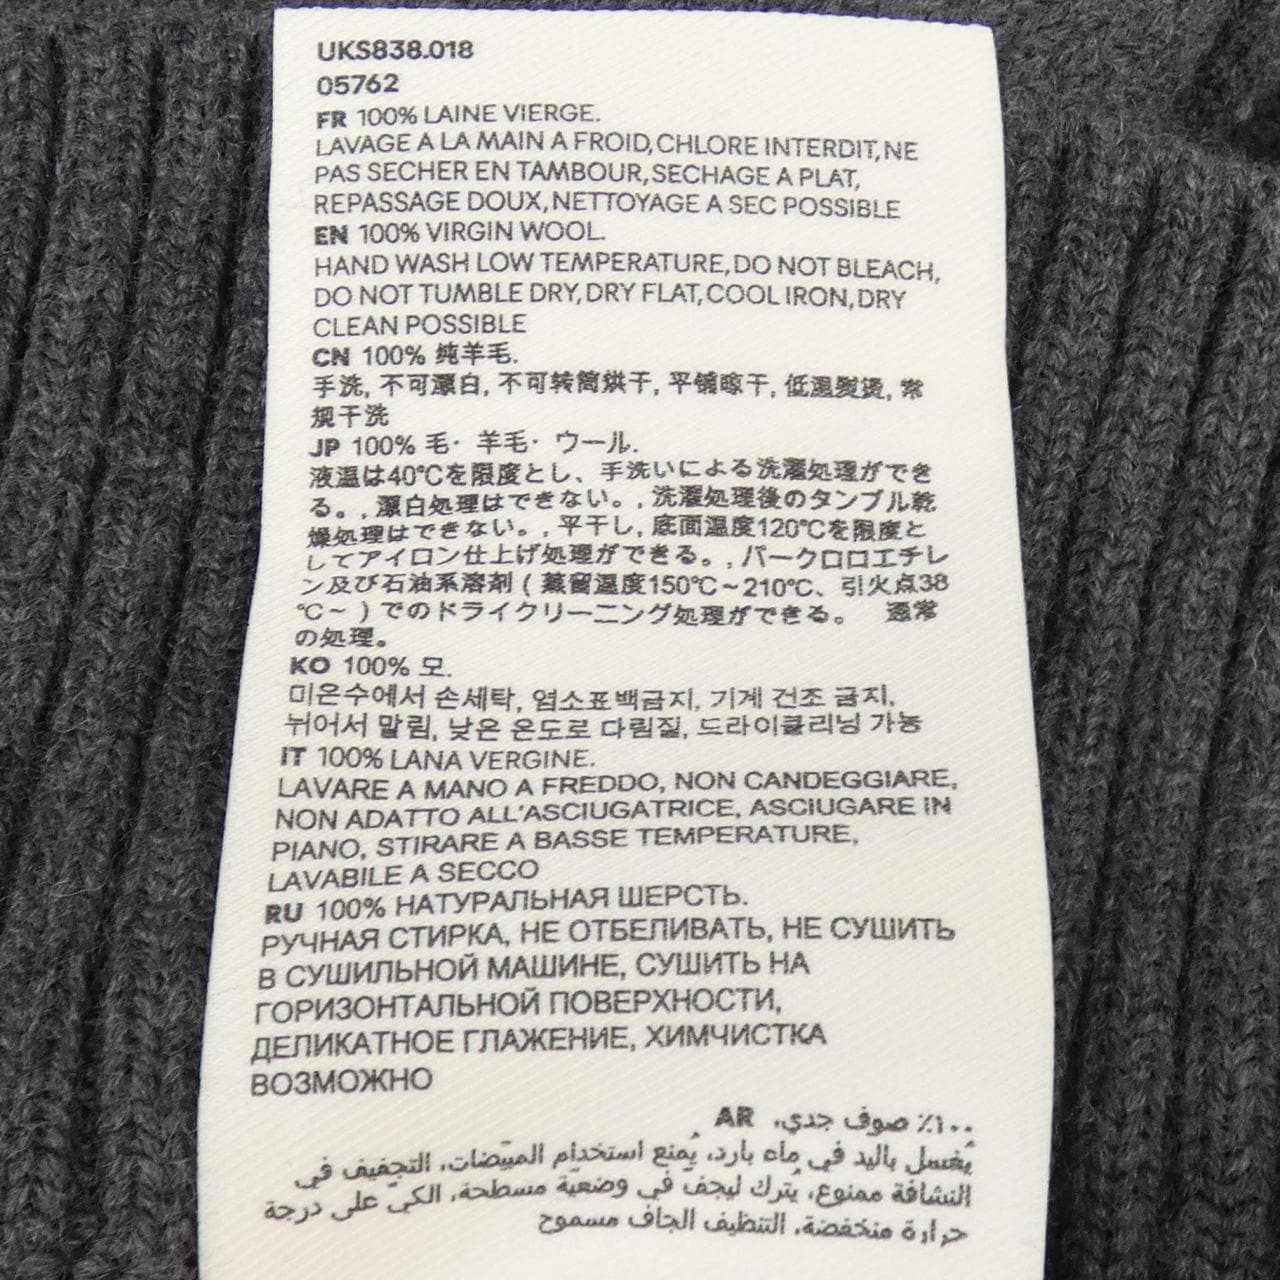 UKS838.018
05762
FR 100% LAINE VIERGE.
LAVAGE A LA MAIN A FROID,CHLORE INTERDIT,NE
PAS SECHER EN TAMBOUR,SECHAGE A PLAT,
REPASSAGE DOUX,NETTOYAGE A SEC POSSIBLE
EN 100% VIRGIN WOOL.
HAND WASH LOW TEMPERATURE,DO NOT BLEACH,
DO NOT TUMBLE DRY,DRY FLAT,COOL IRON,DRY
CLEAN POSSIBLE
CN 100% 纯羊毛.
手洗, 不可漂白, 不可转筒烘干, 平铺晾干, 低温熨烫, 常
规干洗
JP 100% 毛· 羊毛· ウール.
液温は40℃を限度とし、手洗いによる洗濯処理ができ
る。, 漂白処理はできない。, 洗濯処理後のタンブル乾
燥処理はできない。, 平干し, 底面温度120℃を限度と
してアイロン仕上げ処理ができる。, パークロロエチレ
ン及び石油系溶剤 ( 蒸留温度150℃~210℃、引火点38
℃~ ) でのドライクリーニング処理ができる。 通常
の処理。
KO 100% 모.
미온수에서 손세탁, 염소표백금지, 기계 건조 금지,
뉘어서 말림, 낮은 온도로 다림질, 드라이클리닝 가능
IT 100% LANA VERGINE.
LAVARE A MANO A FREDDO, NON CANDEGGIARE,
NON ADATTO ALL'ASCIUGATRICE, ASCIUGARE IN
PIANO, STIRARE A BASSE TEMPERATURE,
LAVABILE A SECCO
RU 100% НАТУРАЛЬНАЯ ШЕРСТЬ.
РУЧНАЯ СТИРКА, НЕ ОТБЕЛИВАТЬ, НЕ СУШИТЬ
В СУШИЛЬНОЙ МАШИНЕ, СУШИТЬ НА
ГОРИЗОНТАЛЬНОЙ ПОВЕРХНОСТИ,
ДЕЛИКАТНОЕ ГЛАЖЕНИЕ, ХИМЧИСТКА
ВОЗМОЖНО
١٠٠٪ صوف جدي. AR
يُغسل باليد في ماء بارد، يُمنع استخدام المبيّضات، التجفيف في
النشافة ممنوع، يُترك ليجفّ في وضعية مسطحة، الكيّ على درجة
حرارة منخفضة، التنظيف الجاف مسموح